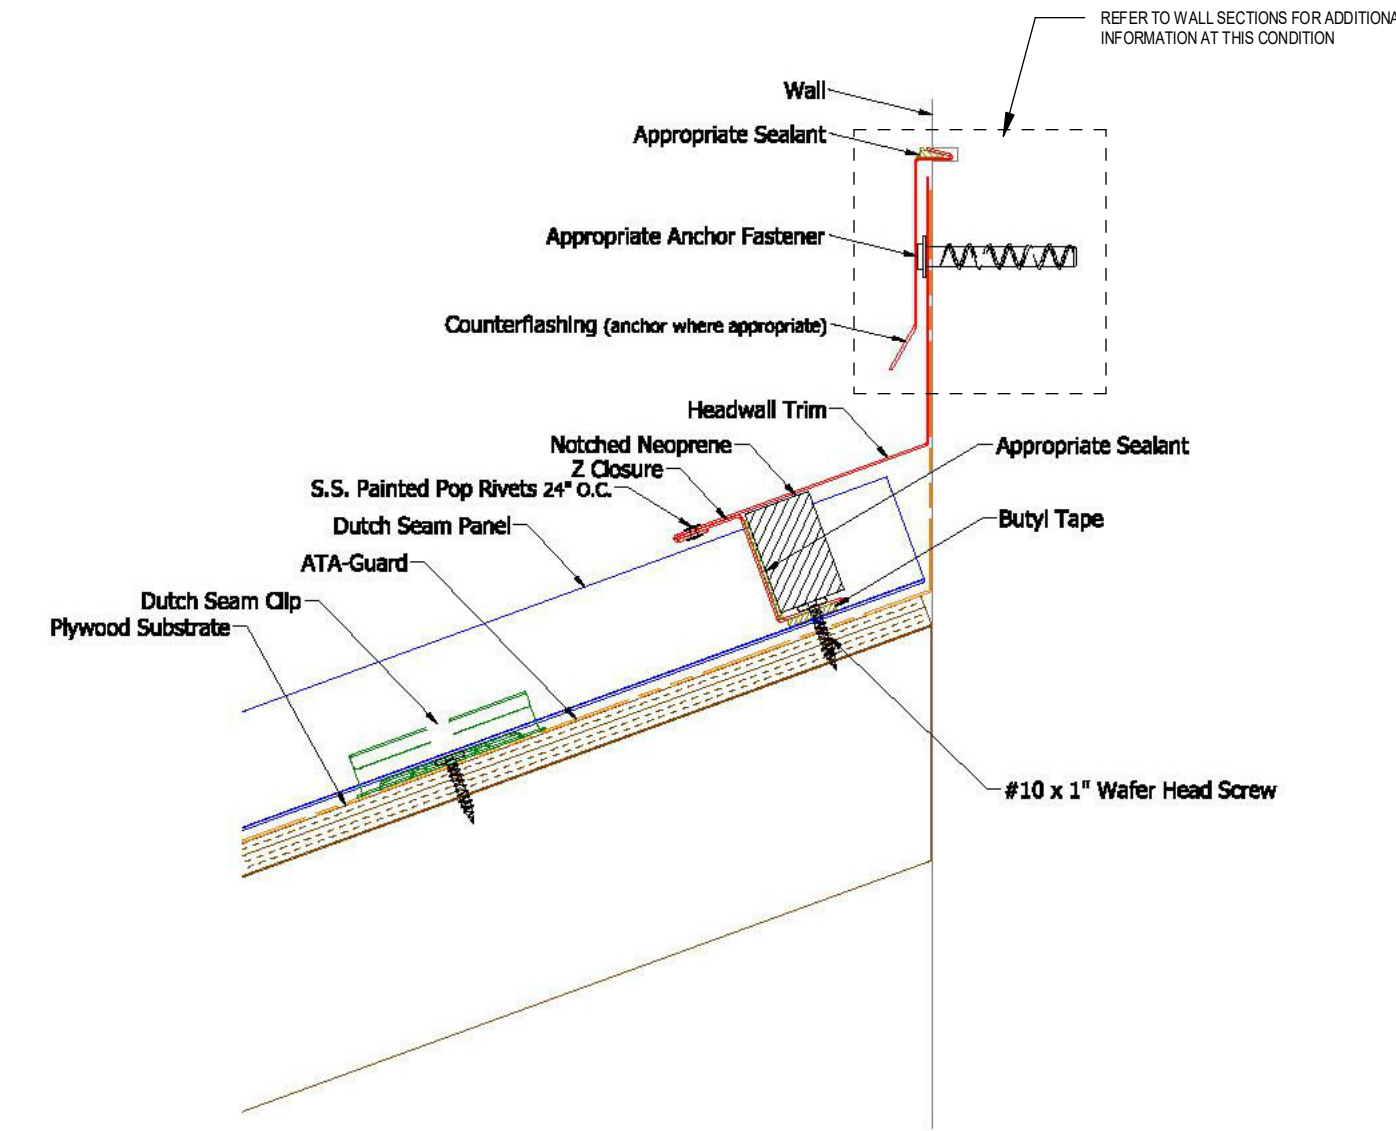 REFER TO WALL SECTIONS FOR ADDITIONA
INFORMATION AT THIS CONDITION
Wall
Appropriate Sealant
Appropriate Anchor Fastener
Counterflashing (anchor where appropriate)
Headwall Trim
Notched Neoprene
Appropriate Sealant
Z Closure
S.S. Painted Pop Rivets 24" O.C.
Dutch Seam Panel
Butyl Tape
ATA-Guard
Dutch Seam Clip
Plywood Substrate
#10 x 1" Wafer Head Screw